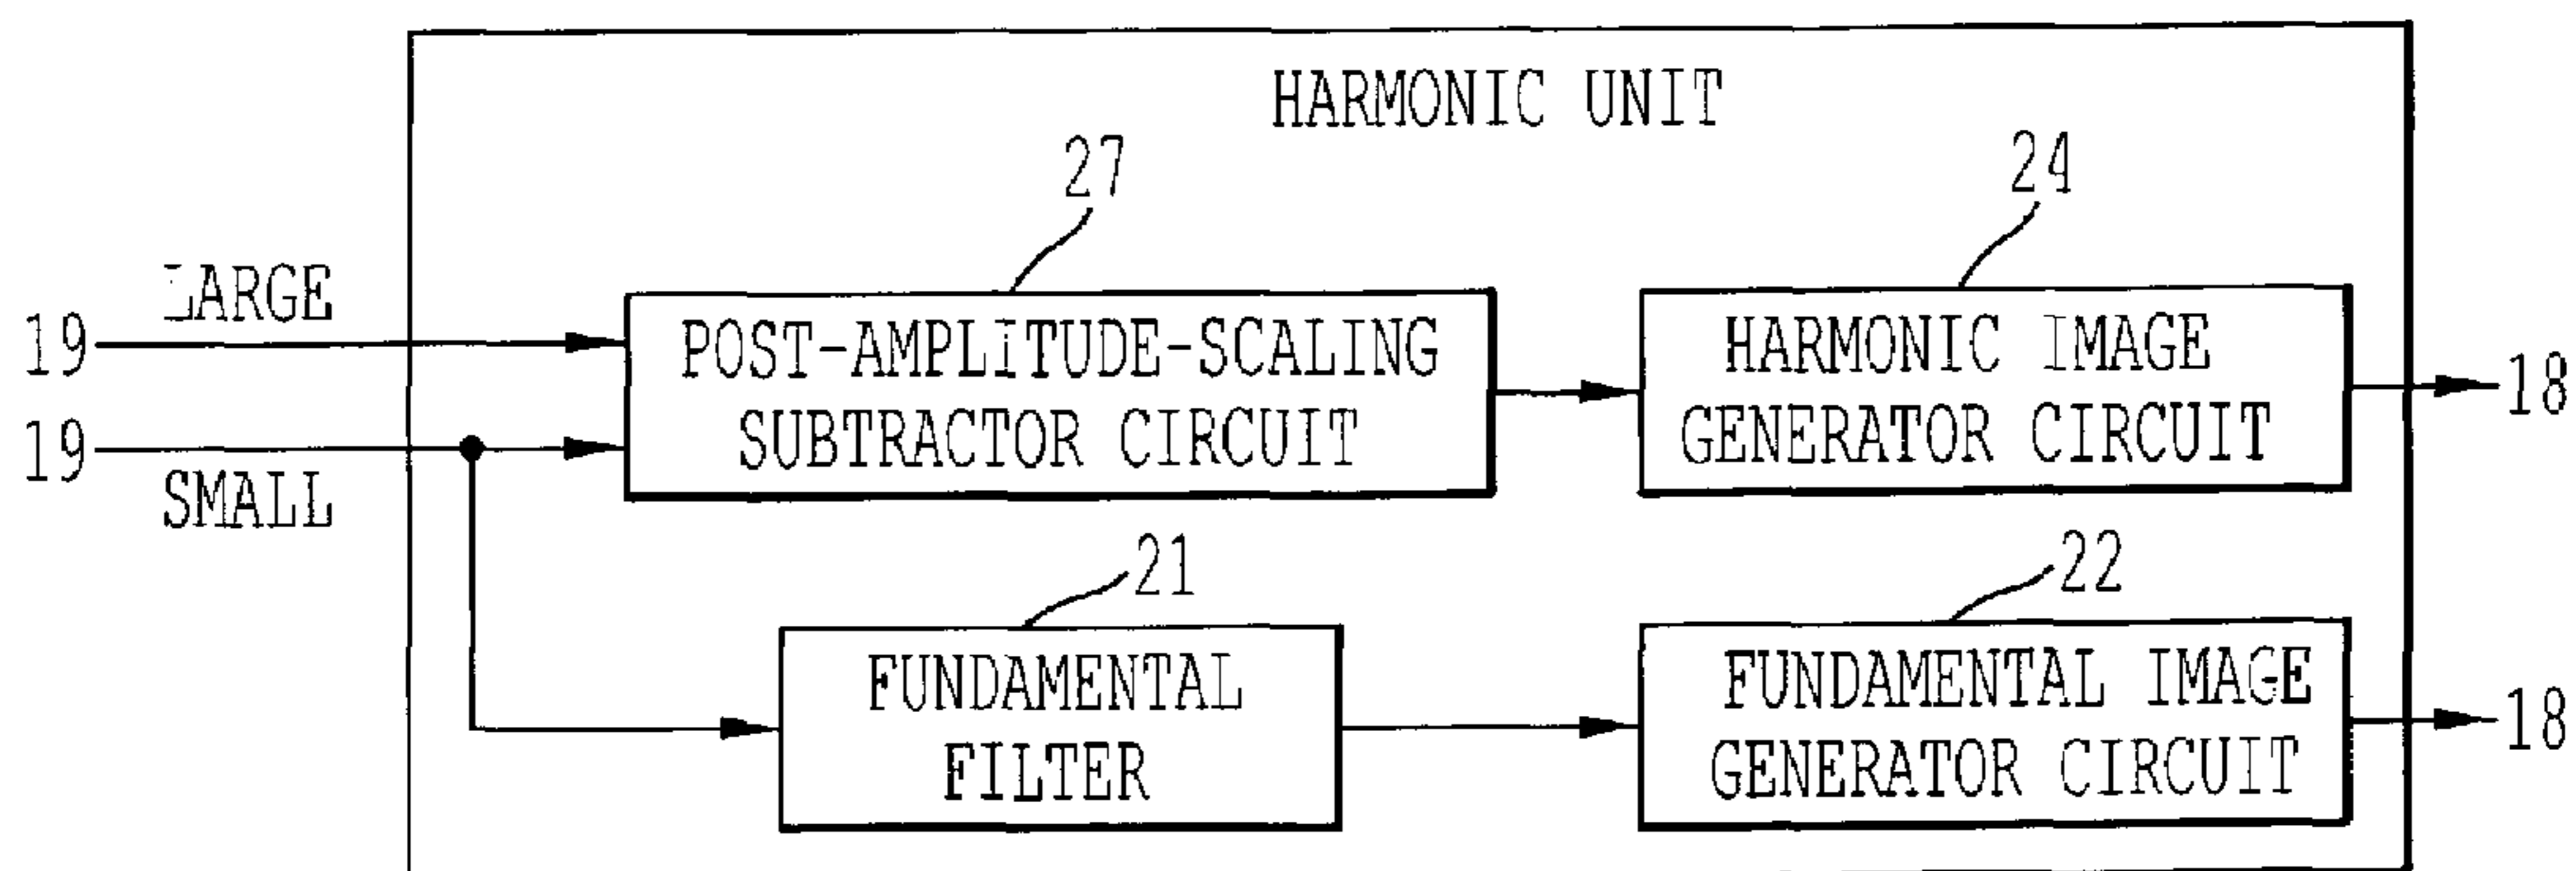 HARMONIC UNIT
27
24
LARGE
19
POST-AMPLITUDE-SCALING
SUBTRACTOR CIRCUIT
HARMONIC IMAGE
GENERATOR CIRCUIT
18
19
SMALL
21
22
FUNDAMENTAL
FILTER
FUNDAMENTAL IMAGE
GENERATOR CIRCUIT
18